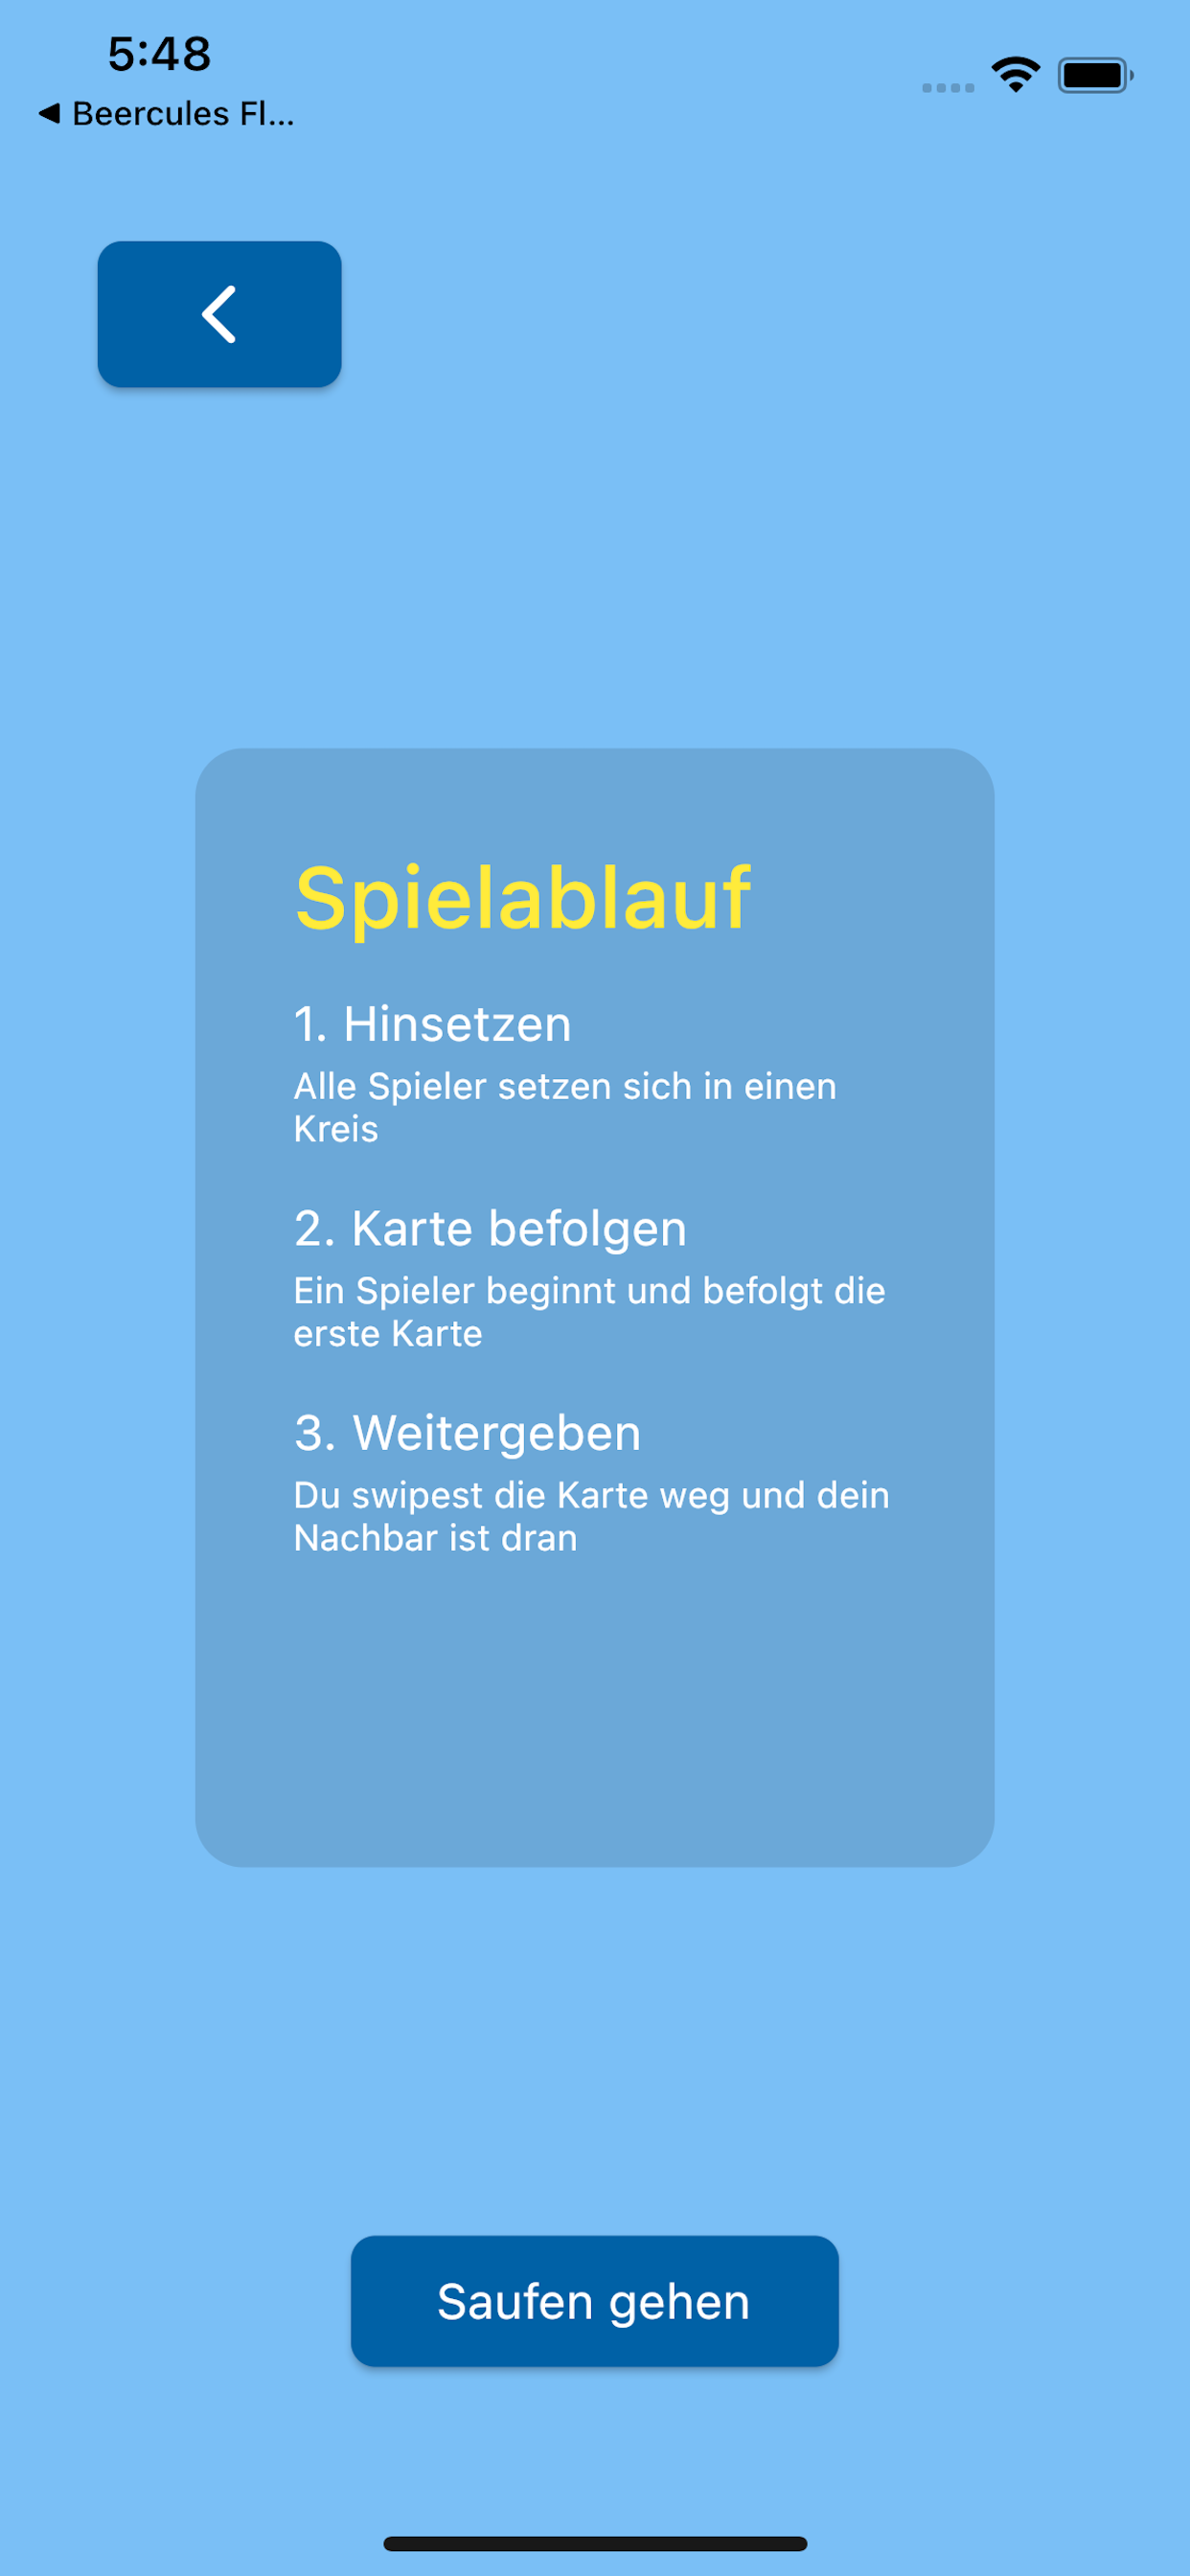 5:48
◀ Beercules Fl...
Spielablauf
1. Hinsetzen
Alle Spieler setzen sich in einen
Kreis
2. Karte befolgen
Ein Spieler beginnt und befolgt die
erste Karte
3. Weitergeben
Du swipest die Karte weg und dein
Nachbar ist dran
Saufen gehen